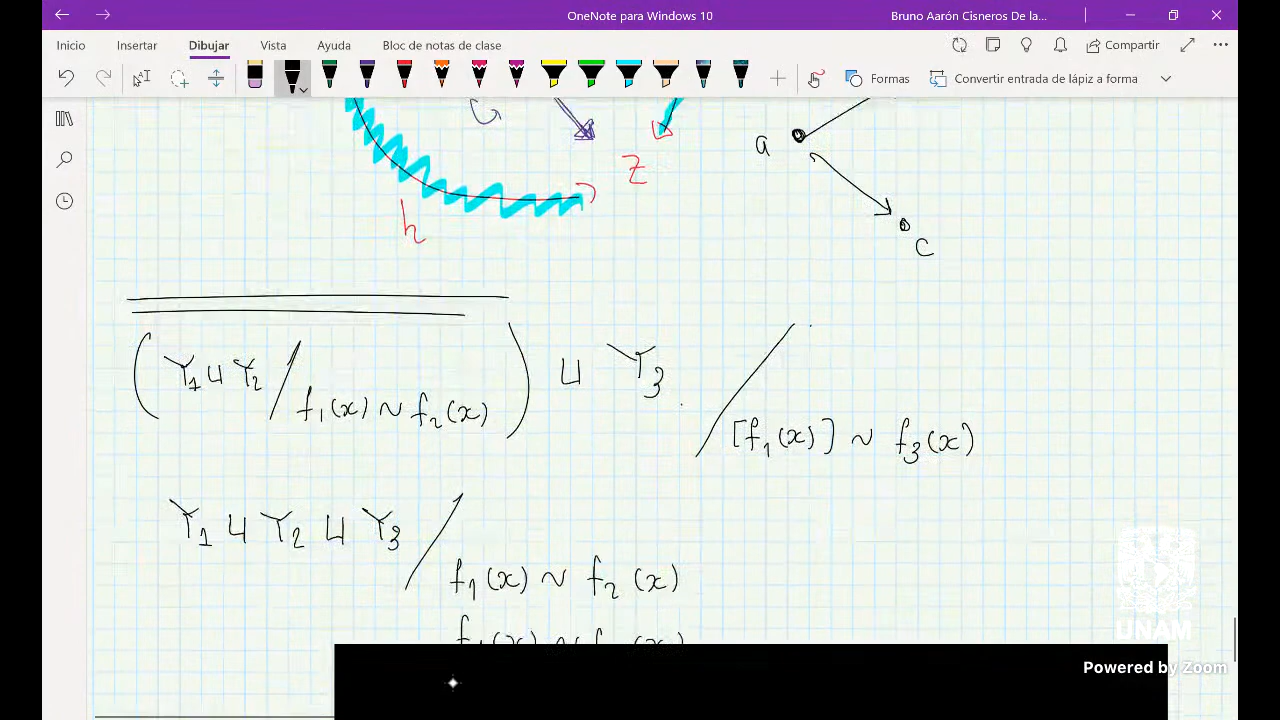 OneNote para Windows 10
Bruno Aarón Cisneros De la...
Inicio Insertar Dibujar Vista Ayuda Bloc de notas de clase Compartir
Formas Convertir entrada de lápiz a forma
a
Z
h
c
(Y₁ ⊔ Y₂ / f₁(x) ~ f₂(x)) ⊔ Y₃ / [f₁(x)] ~ f₃(x)
Y₁ ⊔ Y₂ ⊔ Y₃ / f₁(x) ~ f₂(x)
UNAM
Powered by Zoom